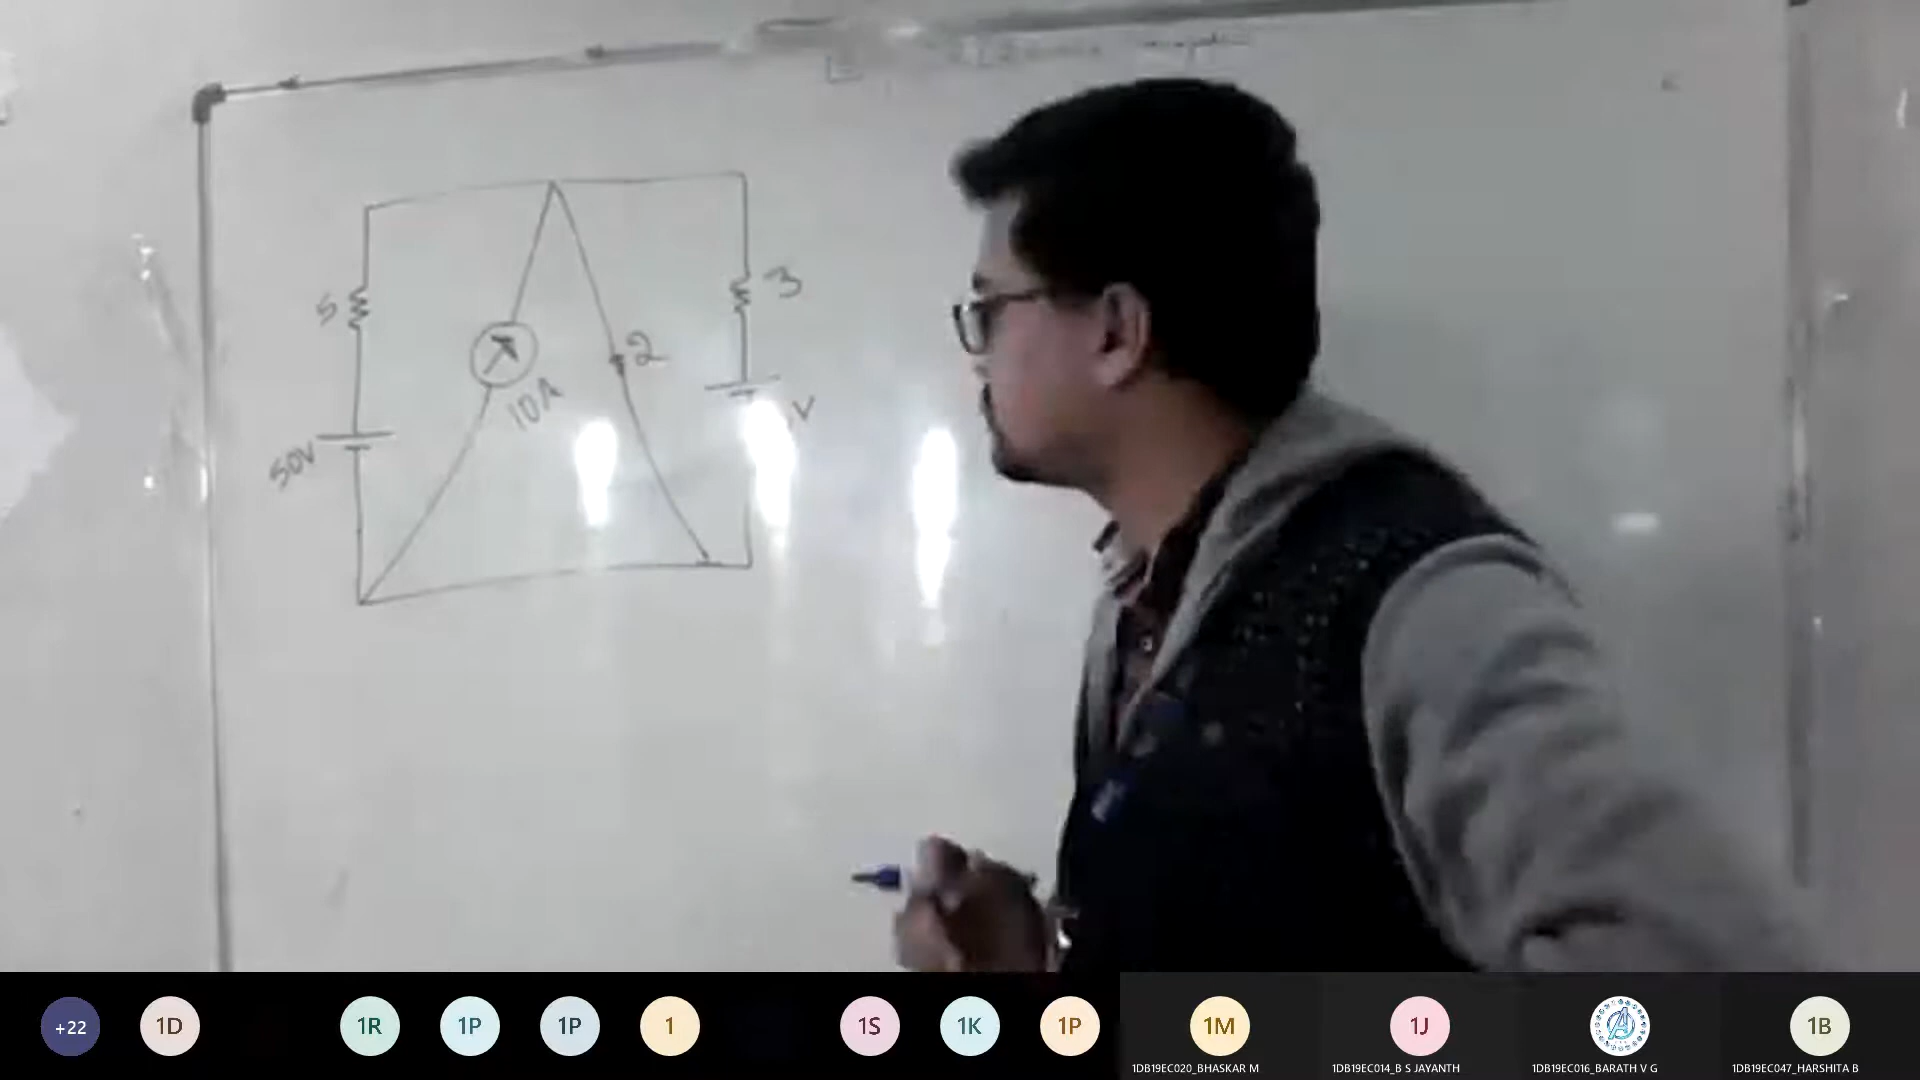 5
3
2
10A
50V
V
+22
1D
1R
1P
1P
1
1S
1K
1P
1M
1J
A
1B
1DB19EC020_BHASKAR M
1DB19EC014_B S JAYANTH
1DB19EC016_BARATH V G
1DB19EC047_HARSHITA B